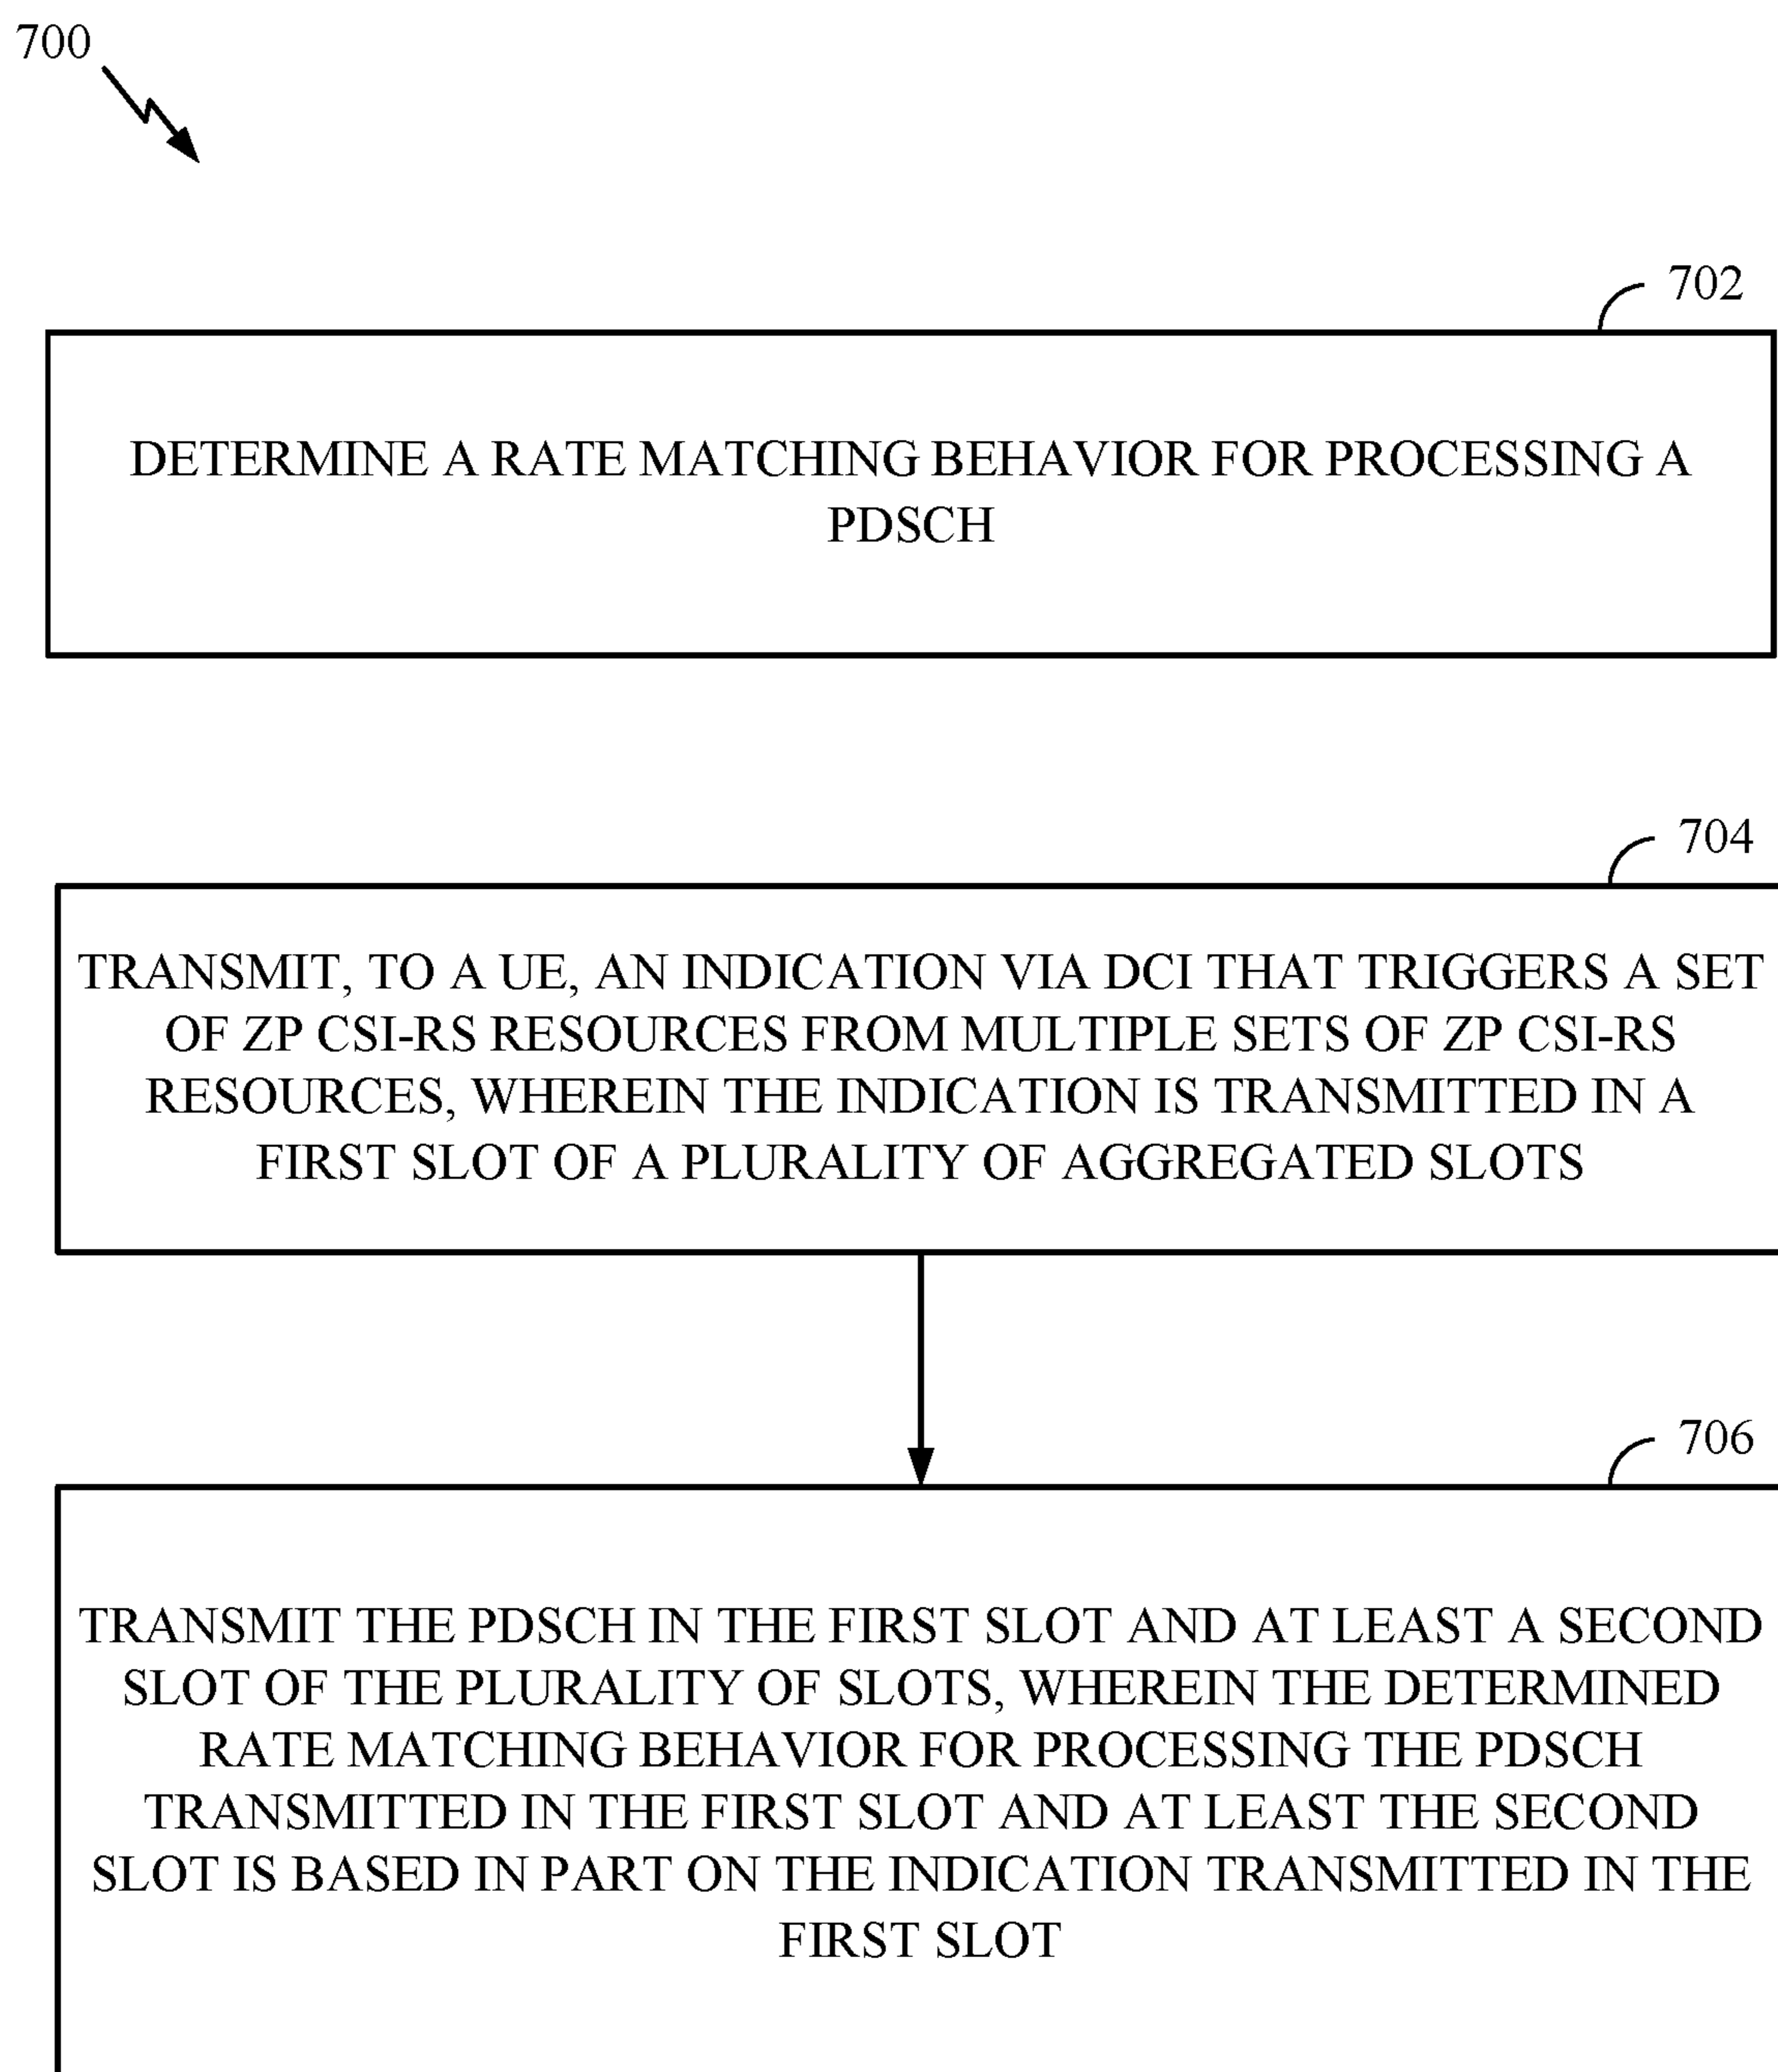 700
702
DETERMINE A RATE MATCHING BEHAVIOR FOR PROCESSING A
PDSCH
704
TRANSMIT, TO A UE, AN INDICATION VIA DCI THAT TRIGGERS A SET
OF ZP CSI-RS RESOURCES FROM MULTIPLE SETS OF ZP CSI-RS
RESOURCES, WHEREIN THE INDICATION IS TRANSMITTED IN A
FIRST SLOT OF A PLURALITY OF AGGREGATED SLOTS
706
TRANSMIT THE PDSCH IN THE FIRST SLOT AND AT LEAST A SECOND
SLOT OF THE PLURALITY OF SLOTS, WHEREIN THE DETERMINED
RATE MATCHING BEHAVIOR FOR PROCESSING THE PDSCH
TRANSMITTED IN THE FIRST SLOT AND AT LEAST THE SECOND
SLOT IS BASED IN PART ON THE INDICATION TRANSMITTED IN THE
FIRST SLOT